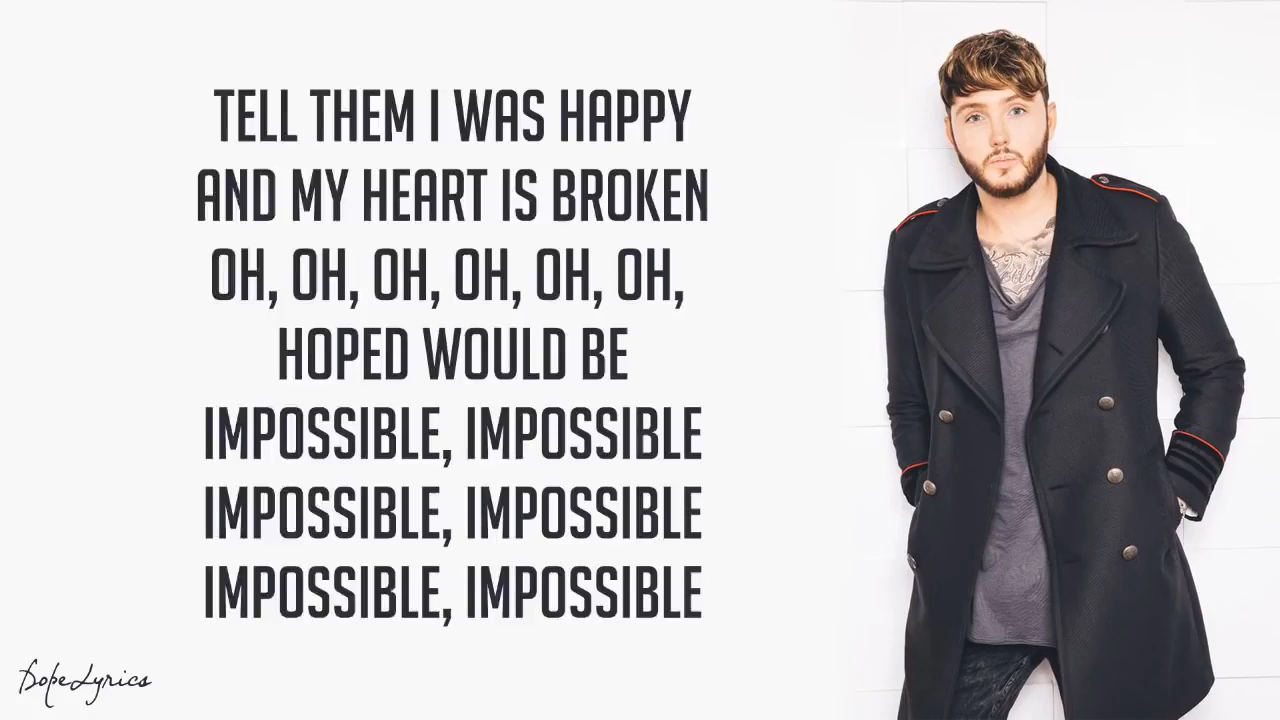 TELL THEM I WAS HAPPY
AND MY HEART IS BROKEN
OH, OH, OH, OH, OH, OH,
HOPED WOULD BE
IMPOSSIBLE, IMPOSSIBLE
IMPOSSIBLE, IMPOSSIBLE
IMPOSSIBLE, IMPOSSIBLE
DopeLyrics